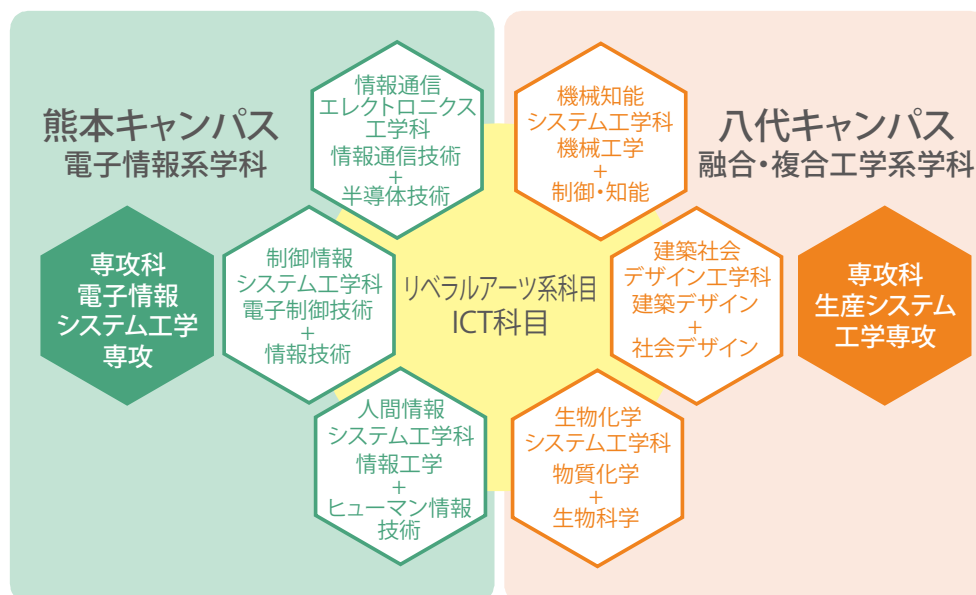 熊本キャンパス
電子情報系学科
情報通信
エレクトロニクス
工学科
情報通信技術
+
半導体技術
専攻科
電子情報
システム工学
専攻
制御情報
システム工学科
電子制御技術
+
情報技術
人間情報
システム工学科
情報工学
+
ヒューマン情報
技術
リベラルアーツ系科目
ICT科目
八代キャンパス
融合・複合工学系学科
機械知能
システム工学科
機械工学
+
制御・知能
建築社会
デザイン工学科
建築デザイン
+
社会デザイン
専攻科
生産システム
工学専攻
生物化学
システム工学科
物質化学
+
生物科学